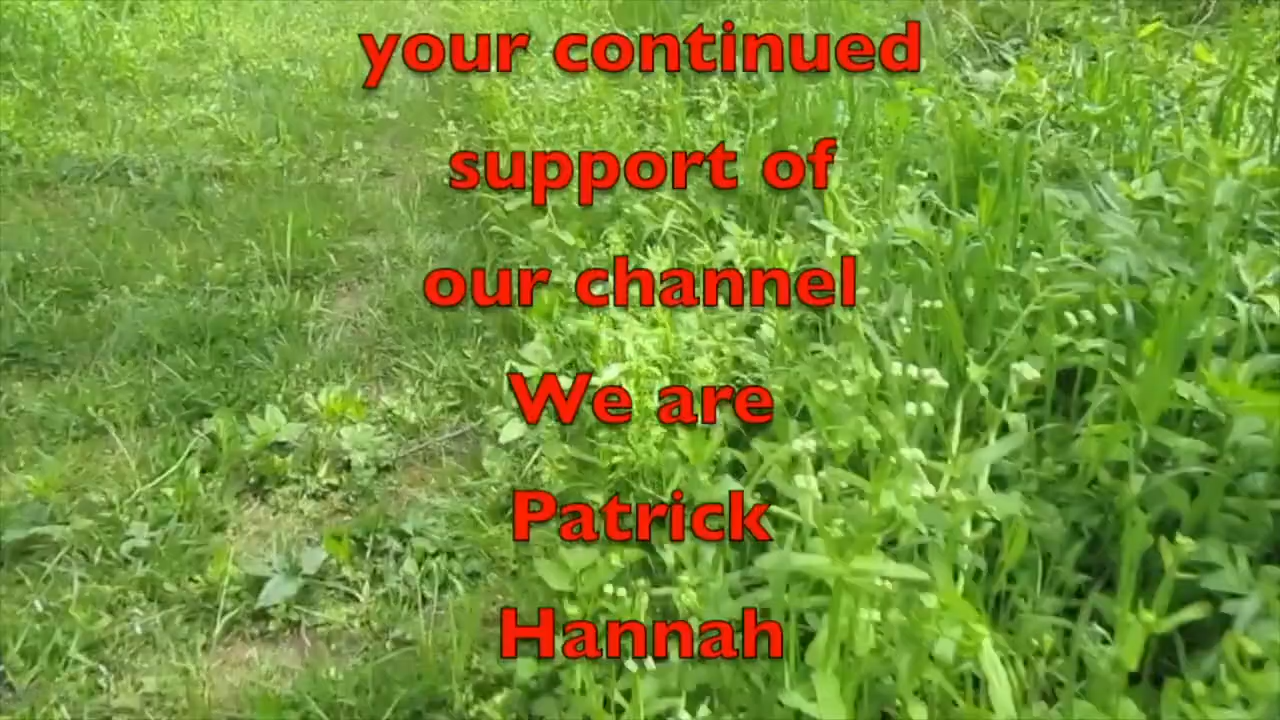 your continued
support of
our channel
We are
Patrick
Hannah